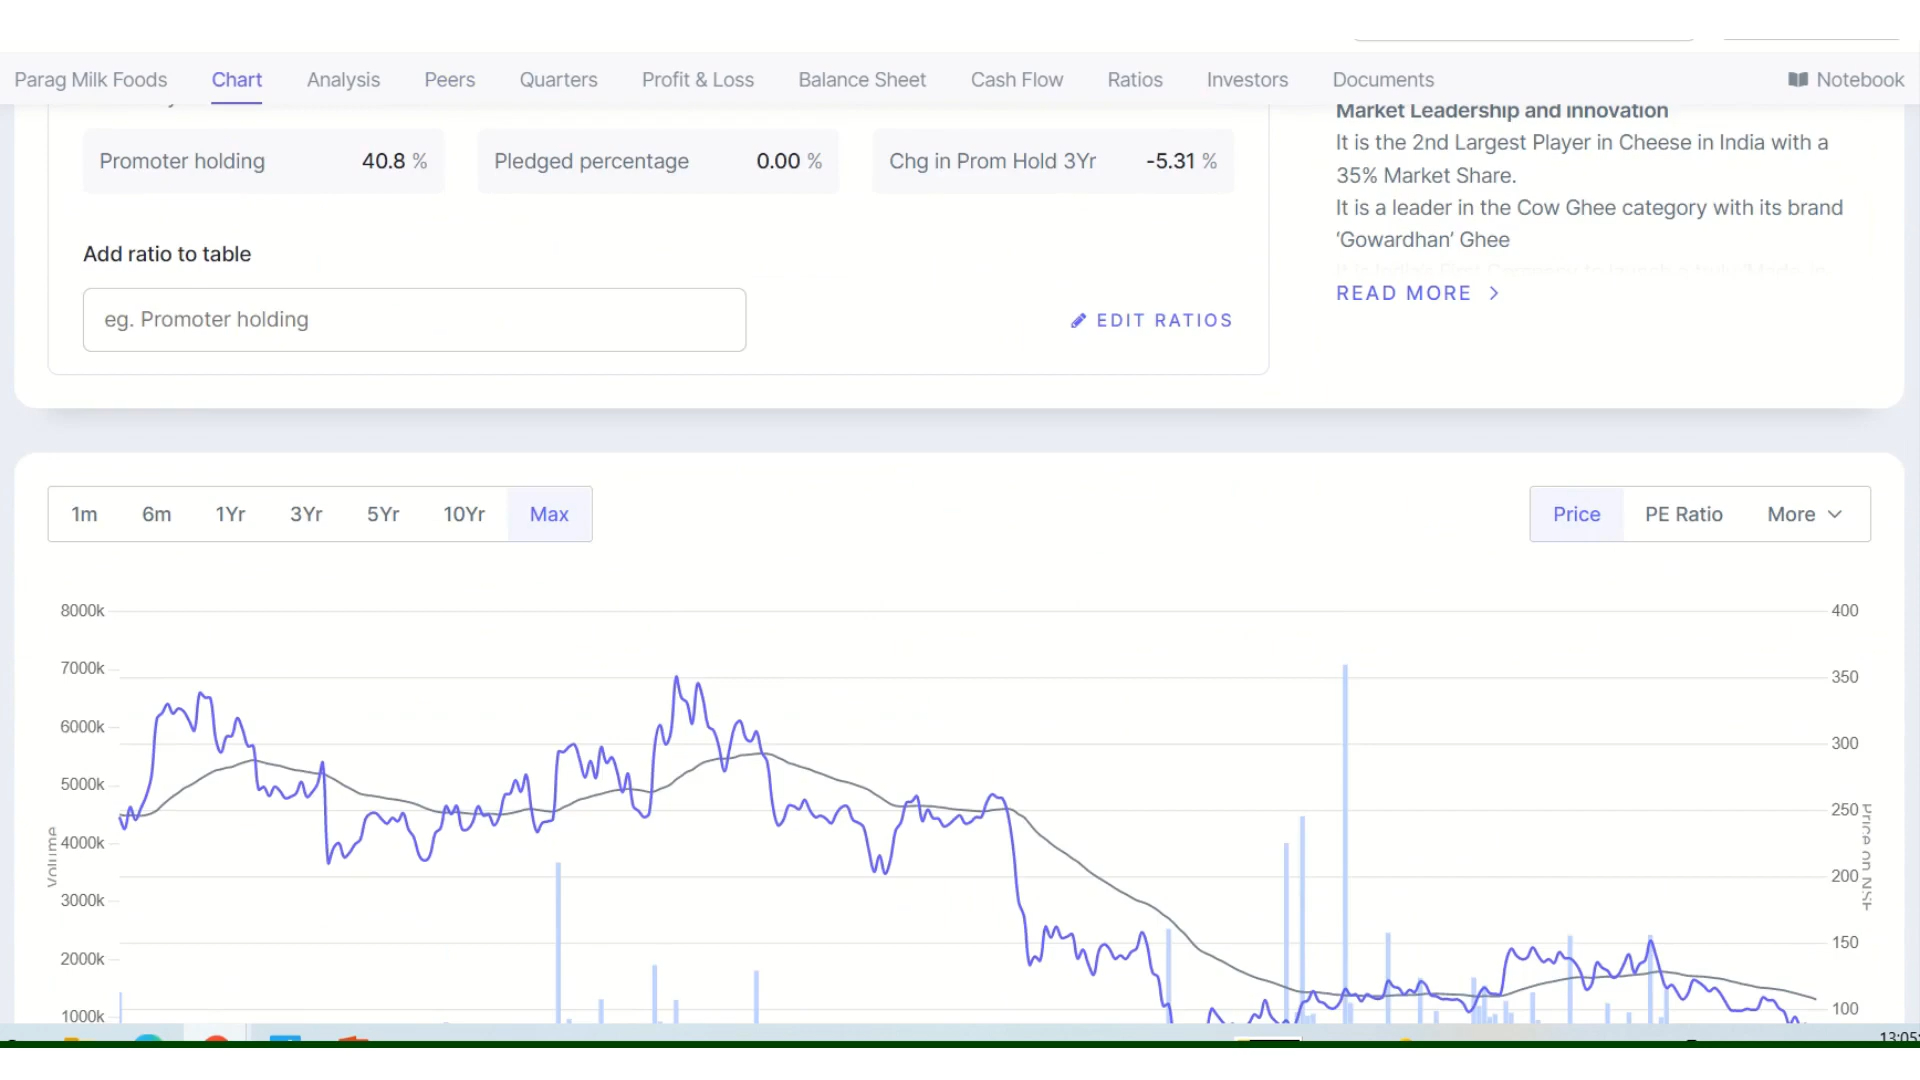 Parag Milk Foods Chart Analysis Peers Quarters Profit & Loss Balance Sheet Cash Flow Ratios Investors Documents Notebook
Market Leadership and innovation
Promoter holding 40.8 % Pledged percentage 0.00 % Chg in Prom Hold 3Yr -5.31 %
It is the 2nd Largest Player in Cheese in India with a
35% Market Share.
It is a leader in the Cow Ghee category with its brand
‘Gowardhan’ Ghee
READ MORE
Add ratio to table
eg. Promoter holding
EDIT RATIOS
1m 6m 1Yr 3Yr 5Yr 10Yr Max
Price PE Ratio More
8000k 400
7000k 350
6000k 300
5000k 250
4000k 200
3000k 150
2000k 100
1000k
Volume
Price on NSE
13:05